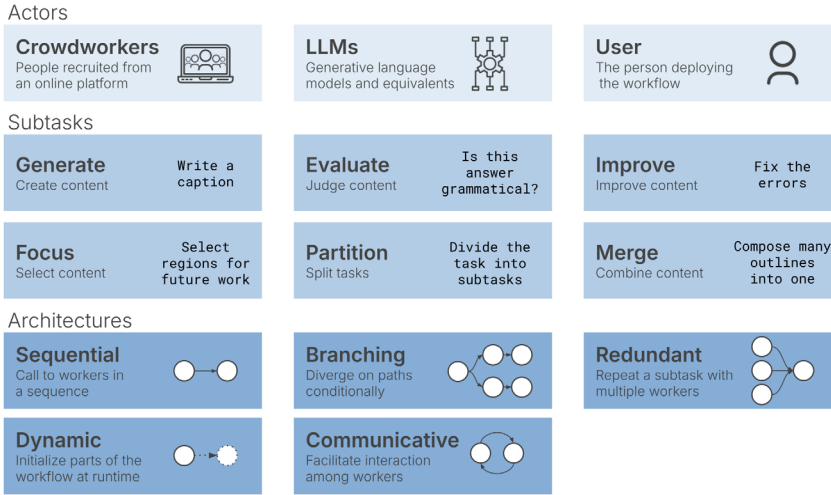 Actors
Crowdworkers
People recruited from
an online platform
LLMs
Generative language
models and equivalents
User
The person deploying
the workflow
Subtasks
Generate
Create content
Write a
caption
Evaluate
Judge content
Is this
answer
grammatical?
Improve
Improve content
Fix the
errors
Focus
Select content
Select
regions for
future work
Partition
Split tasks
Divide the
task into
subtasks
Merge
Combine content
Compose many
outlines
into one
Architectures
Sequential
Call to workers in
a sequence
Branching
Diverge on paths
conditionally
Redundant
Repeat a subtask with
multiple workers
Dynamic
Initialize parts of the
workflow at runtime
Communicative
Facilitate interaction
among workers